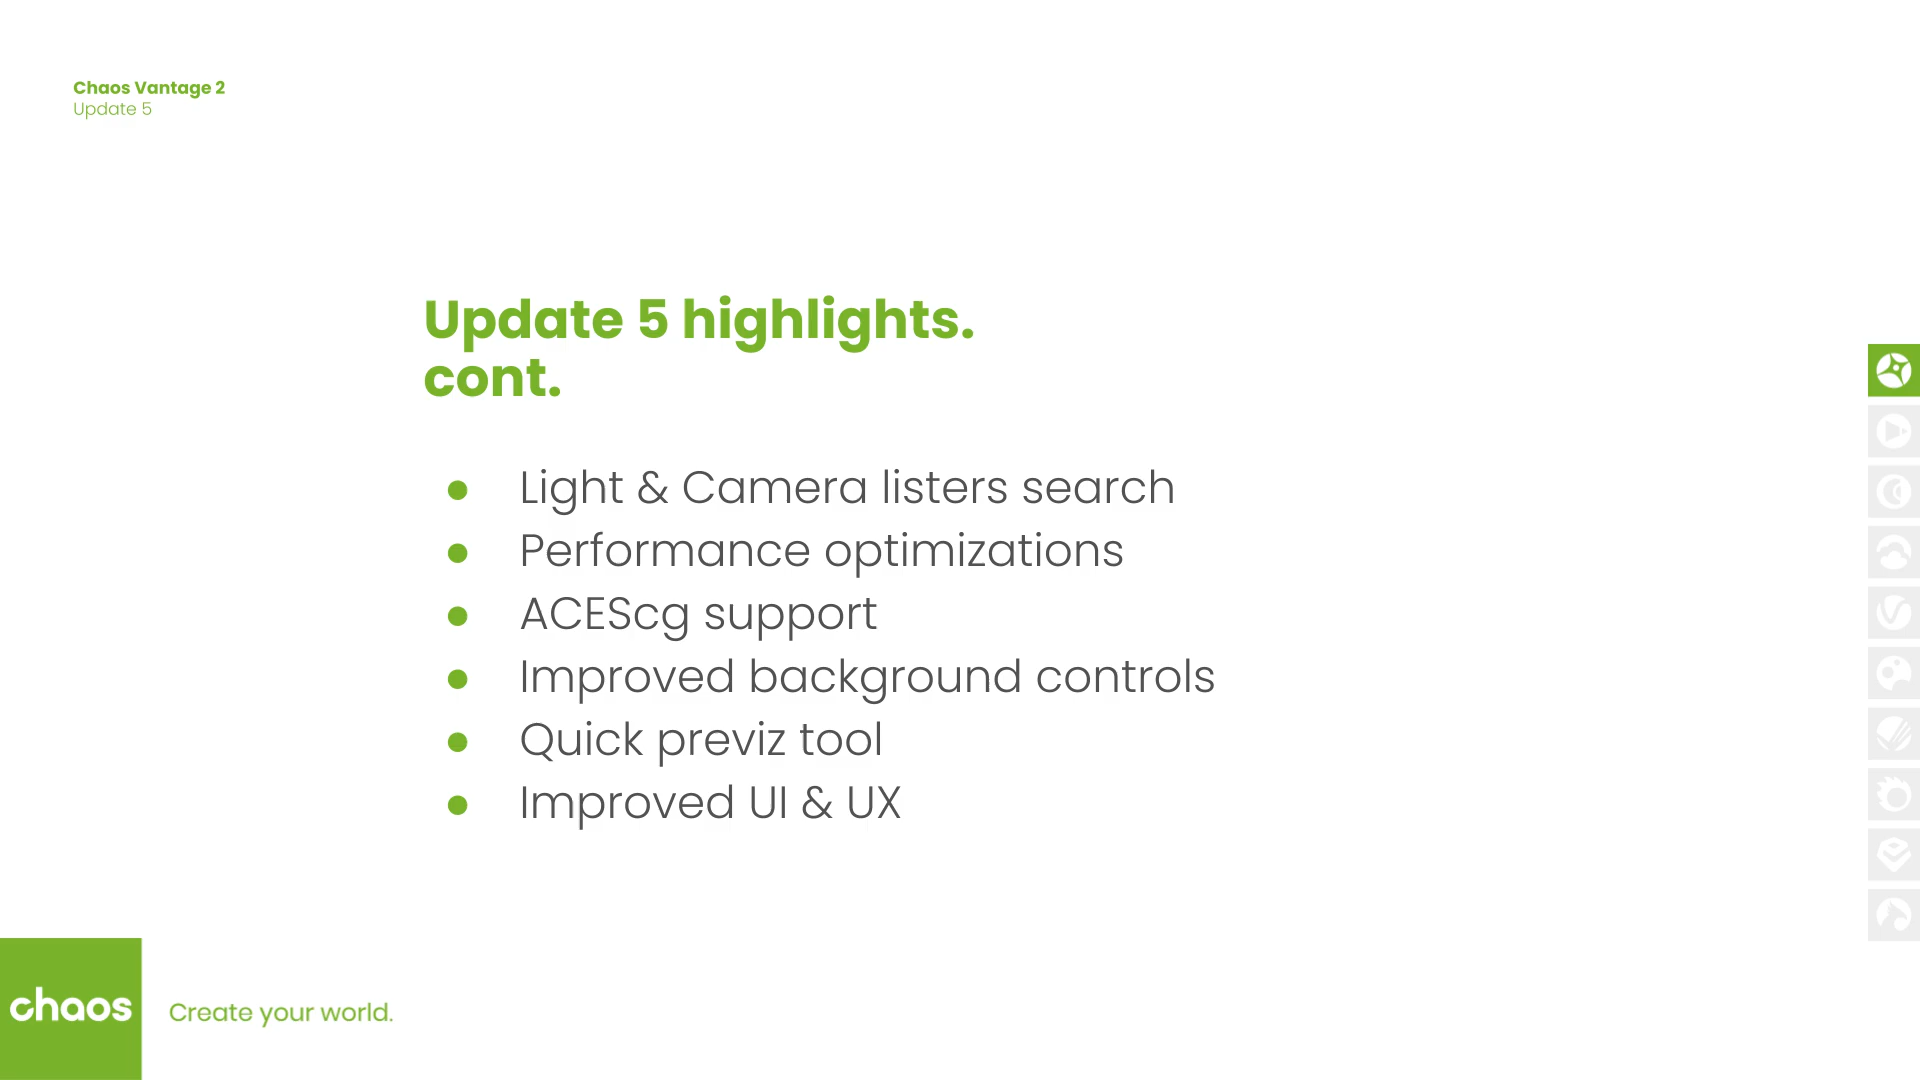 Chaos Vantage 2
Update 5
Update 5 highlights.
cont.
● Light & Camera listers search
● Performance optimizations
● ACEScg support
● Improved background controls
● Quick previz tool
● Improved UI & UX
chaos
Create your world.